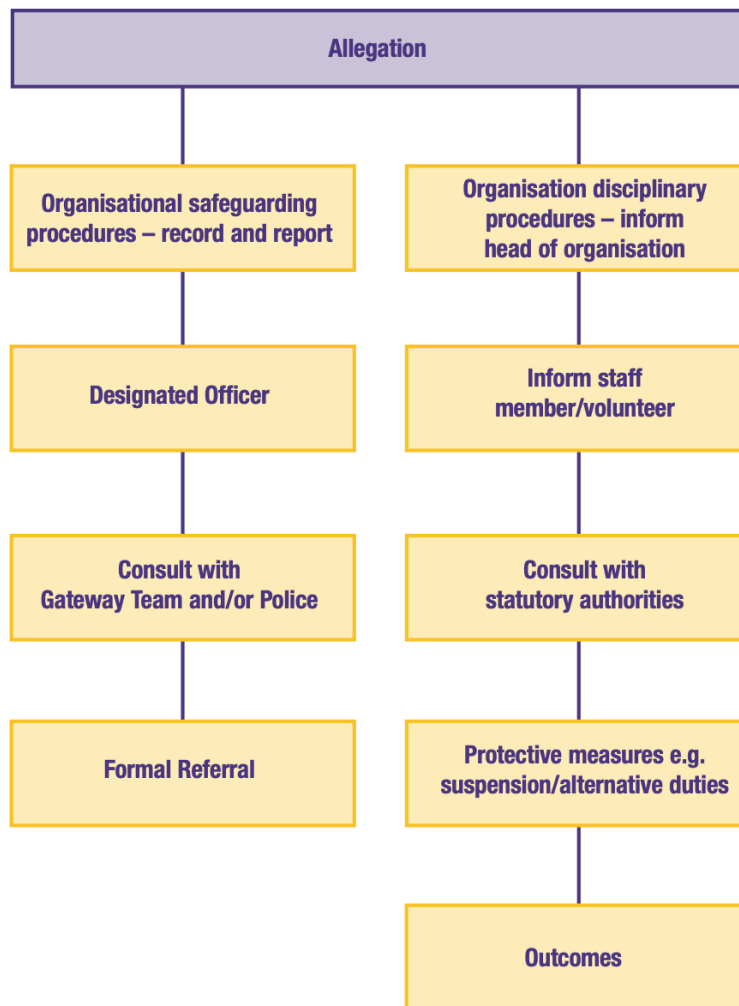 Allegation
Organisational safeguarding
procedures – record and report
Organisation disciplinary
procedures – inform
head of organisation
Designated Officer
Inform staff
member/volunteer
Consult with
Gateway Team and/or Police
Consult with
statutory authorities
Formal Referral
Protective measures e.g.
suspension/alternative duties
Outcomes